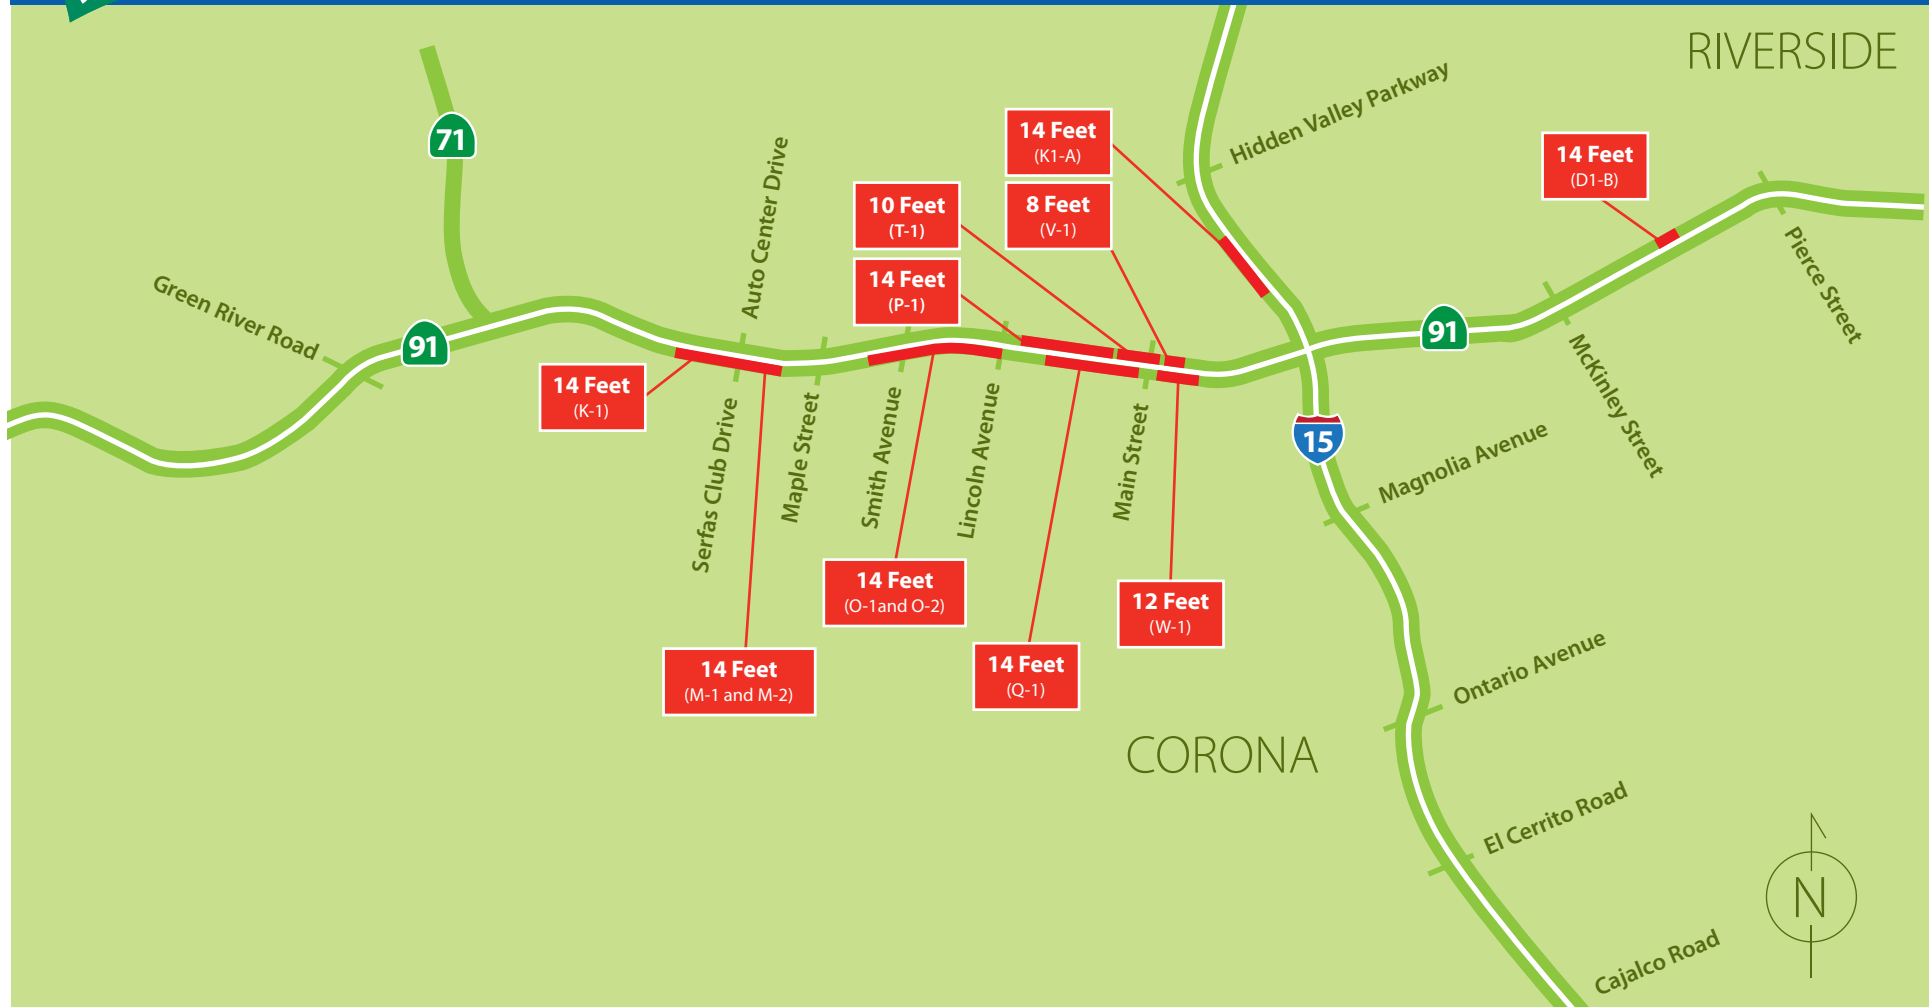 RIVERSIDE
Hidden Valley Parkway
14 Feet
(K1-A)
71
14 Feet
(D1-B)
Auto Center Drive
10 Feet
(T-1)
8 Feet
(V-1)
14 Feet
(P-1)
Pierce Street
Green River Road
91
91
McKinley Street
14 Feet
(K-1)
Serfas Club Drive
Maple Street
Smith Avenue
Lincoln Avenue
Main Street
15
Magnolia Avenue
14 Feet
(O-1and O-2)
12 Feet
(W-1)
14 Feet
(M-1 and M-2)
14 Feet
(Q-1)
Ontario Avenue
CORONA
El Cerrito Road
N
Cajalco Road